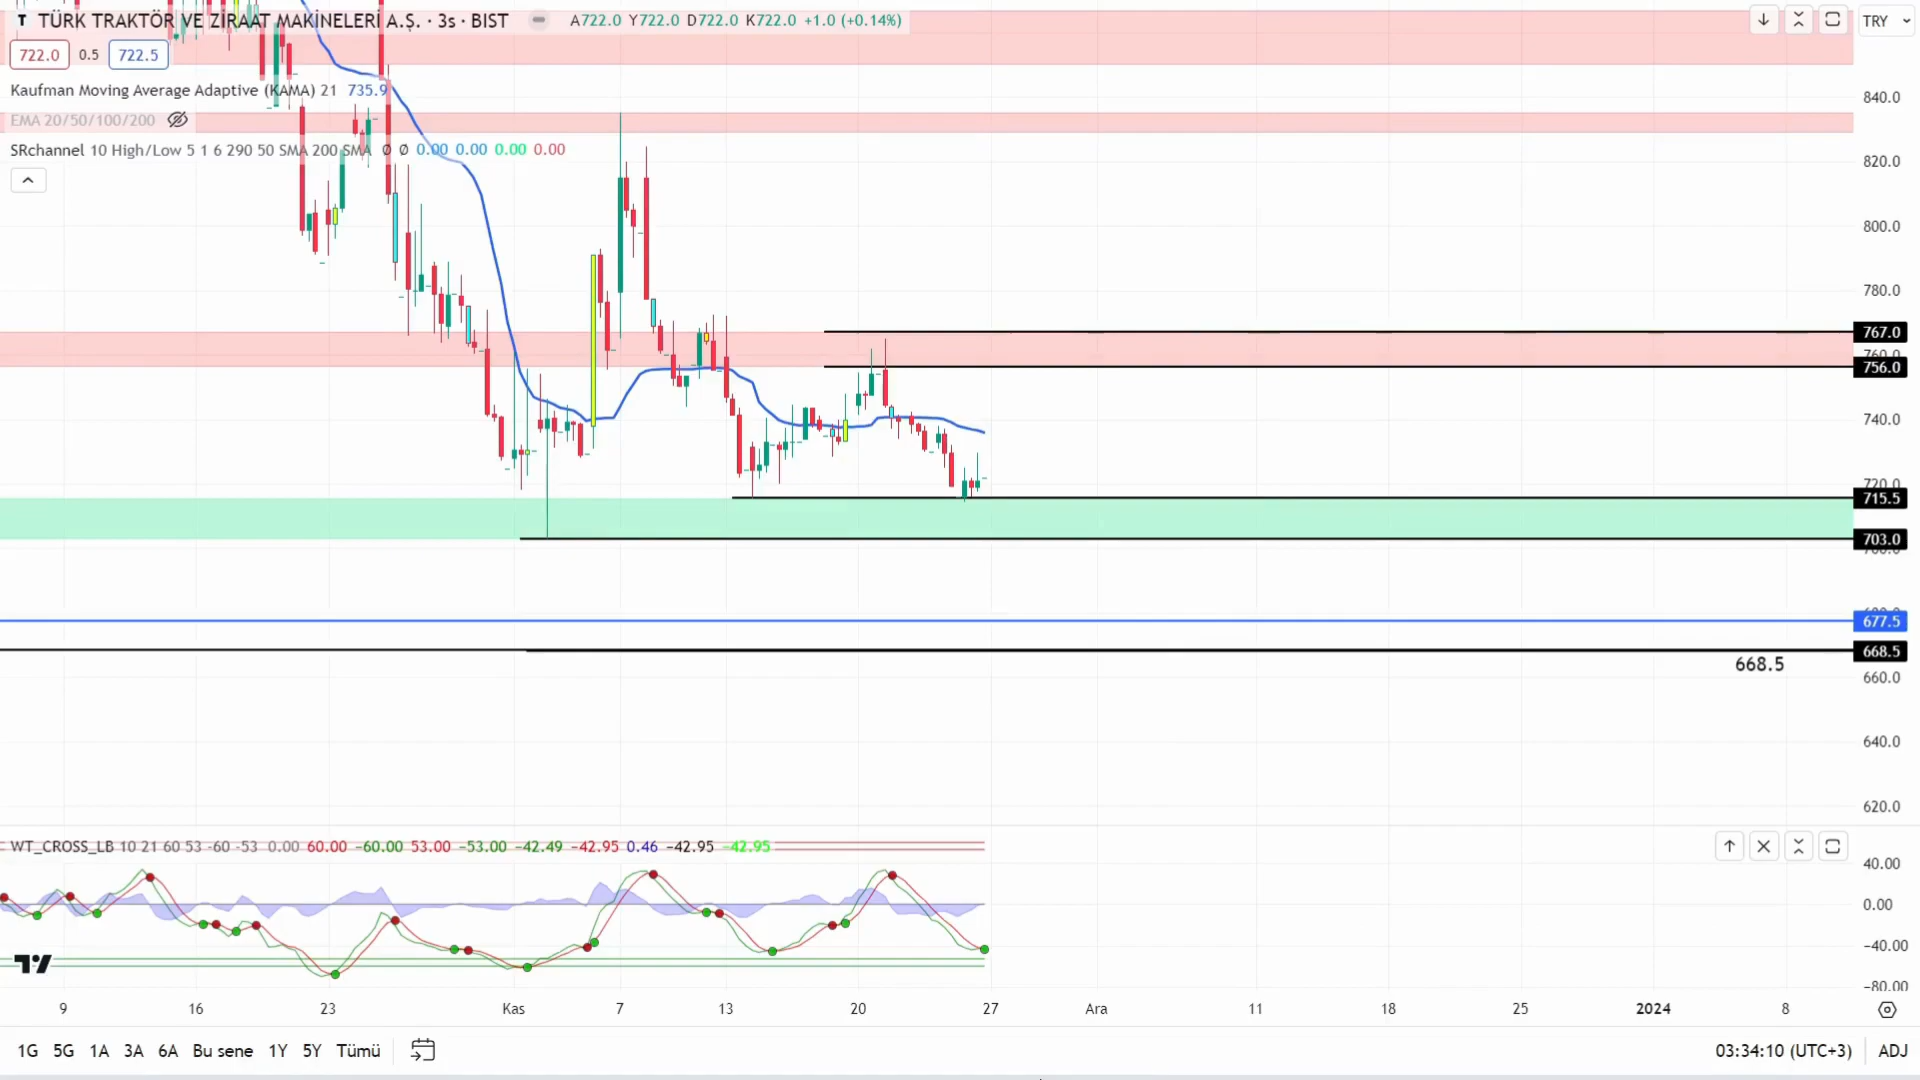 T TÜRK TRAKTÖR VE ZİRAAT MAKİNELERİ A.Ş. · 3s · BIST A722.0 Y722.0 D722.0 K722.0 +1.0 (+0.14%)
TRY
722.0 0.5 722.5
Kaufman Moving Average Adaptive (KAMA) 21 735.9
EMA 20/50/100/200
SRchannel 10 High/Low 5 1 6 290 50 SMA 200 SMA Ø Ø 0.00 0.00 0.00 0.00
840.0
820.0
800.0
780.0
767.0
760.0
756.0
740.0
720.0
715.5
703.0
677.5
668.5
668.5
660.0
640.0
620.0
WT_CROSS_LB 10 21 60 53 -60 -53 0.00 60.00 −60.00 53.00 −53.00 −42.49 −42.95 0.46 −42.95 −42.95
40.00
0.00
−40.00
−80.00
9 16 23 Kas 7 13 20 27 Ara 11 18 25 2024 8
1G 5G 1A 3A 6A Bu sene 1Y 5Y Tümü 03:34:10 (UTC+3) ADJ